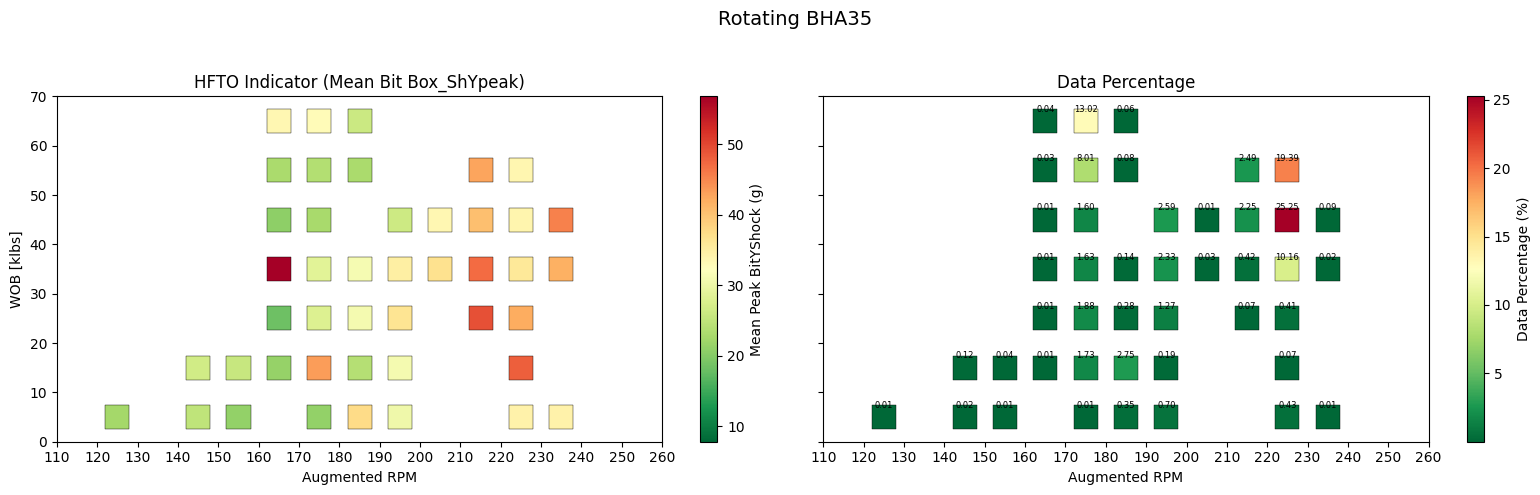 Rotating BHA35
HFTO Indicator (Mean Bit Box_ShYpeak)
70
60
50
40
30
20
10
0
WOB [klbs]
110 120 130 140 150 160 170 180 190 200 210 220 230 240 250 260
Augmented RPM
50
40
30
20
10
Mean Peak BitYShock (g)
Data Percentage
0.04 13.02 0.06
0.03 8.01 0.08 2.49 19.39
0.01 1.60 2.59 0.01 2.25 25.25 0.09
0.01 1.63 0.14 2.33 0.03 0.42 10.16 0.02
0.01 1.88 0.28 1.27 0.07 0.41
0.12 0.04 0.01 1.73 2.75 0.19 0.07
0.01 0.02 0.01 0.01 0.35 0.70 0.43 0.01
110 120 130 140 150 160 170 180 190 200 210 220 230 240 250 260
Augmented RPM
25
20
15
10
5
Data Percentage (%)